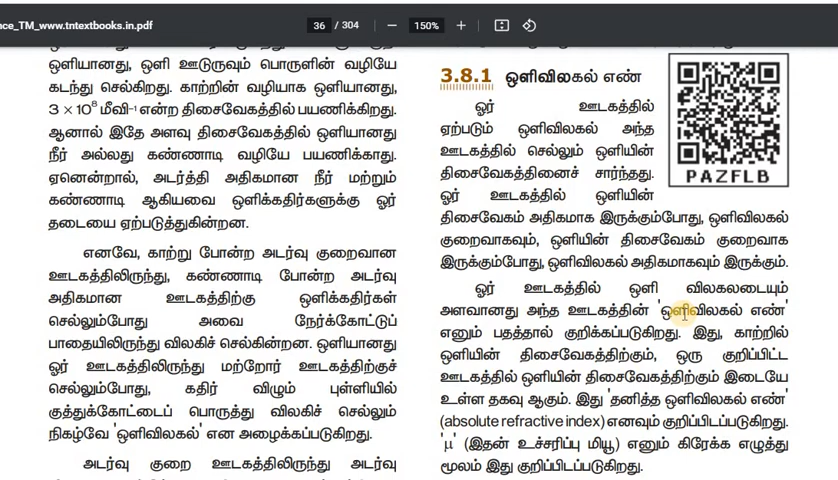 nce_TM_www.tntextbooks.in.pdf
36 / 304
150%
ஒளியானது, ஒளி ஊடுருவும் பொருளின் வழியே
கடந்து செல்கிறது. காற்றின் வழியாக ஒளியானது,
3 × 10⁸ மீவி⁻¹ என்ற திசைவேகத்தில் பயணிக்கிறது.
ஆனால் இதே அளவு திசைவேகத்தில் ஒளியானது
நீர் அல்லது கண்ணாடி வழியே பயணிக்காது.
ஏனென்றால், அடர்த்தி அதிகமான நீர் மற்றும்
கண்ணாடி ஆகியவை ஒளிக்கதிர்களுக்கு ஓர்
தடையை ஏற்படுத்துகின்றன.
எனவே, காற்று போன்ற அடர்வு குறைவான
ஊடகத்திலிருந்து, கண்ணாடி போன்ற அடர்வு
அதிகமான ஊடகத்திற்கு ஒளிக்கதிர்கள்
செல்லும்போது அவை நேர்க்கோட்டுப்
பாதையிலிருந்து விலகிச் செல்கின்றன. ஒளியானது
ஓர் ஊடகத்திலிருந்து மற்றோர் ஊடகத்திற்குச்
செல்லும்போது, கதிர் விழும் புள்ளியில்
குத்துக்கோட்டைப் பொருத்து விலகிச் செல்லும்
நிகழ்வே 'ஒளிவிலகல்' என அழைக்கப்படுகிறது.
அடர்வு குறை ஊடகத்திலிருந்து அடர்வு
3.8.1 ஒளிவிலகல் எண்
ஓர் ஊடகத்தில்
ஏற்படும் ஒளிவிலகல் அந்த
ஊடகத்தில் செல்லும் ஒளியின்
திசைவேகத்தினைச் சார்ந்தது.
ஓர் ஊடகத்தில் ஒளியின்
திசைவேகம் அதிகமாக இருக்கும்போது, ஒளிவிலகல்
குறைவாகவும், ஒளியின் திசைவேகம் குறைவாக
இருக்கும்போது, ஒளிவிலகல் அதிகமாகவும் இருக்கும்.
PAZFLB
ஓர் ஊடகத்தில் ஒளி விலகலடையும்
அளவானது அந்த ஊடகத்தின் 'ஒளிவிலகல் எண்'
எனும் பதத்தால் குறிக்கப்படுகிறது. இது, காற்றில்
ஒளியின் திசைவேகத்திற்கும், ஒரு குறிப்பிட்ட
ஊடகத்தில் ஒளியின் திசைவேகத்திற்கும் இடையே
உள்ள தகவு ஆகும். இது 'தனித்த ஒளிவிலகல் எண்'
(absolute refractive index) எனவும் குறிப்பிடப்படுகிறது.
'μ' (இதன் உச்சரிப்பு மியூ) எனும் கிரேக்க எழுத்து
மூலம் இது குறிப்பிடப்படுகிறது.